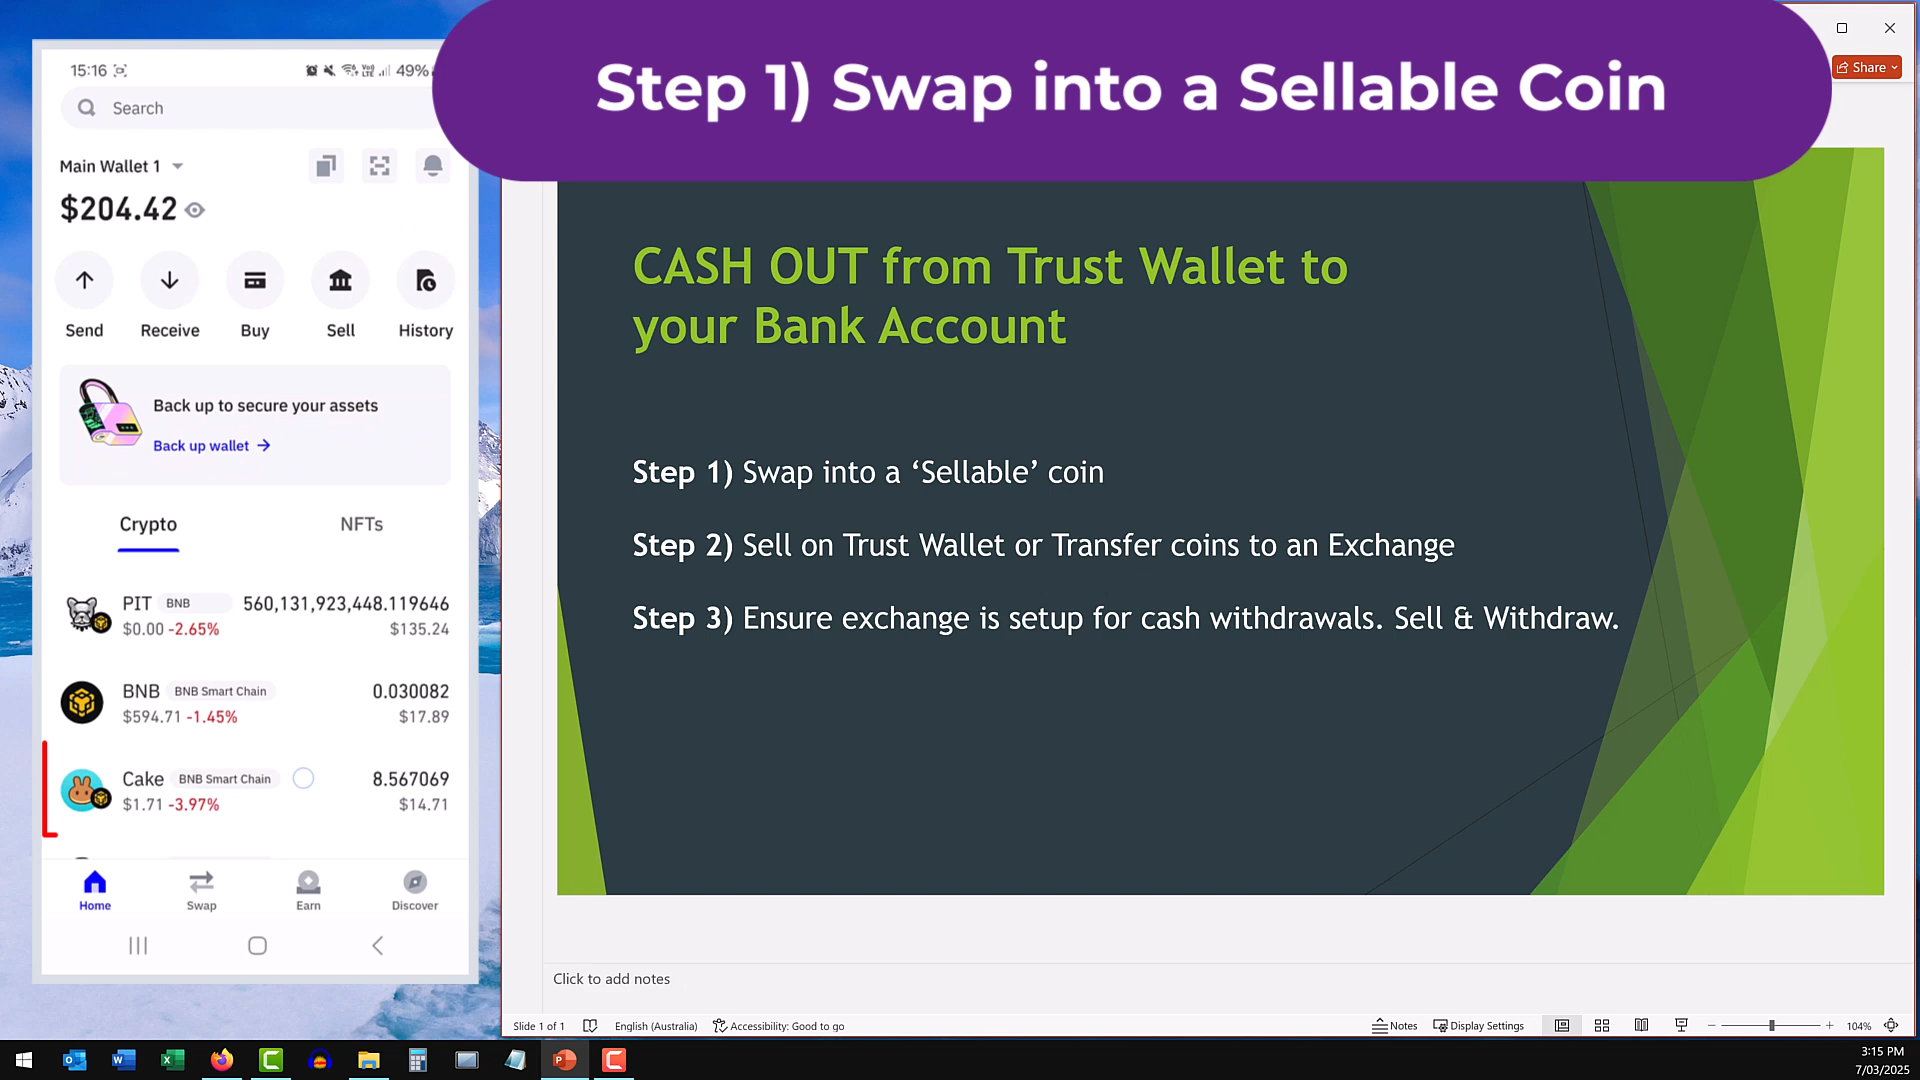 Step 1) Swap into a Sellable Coin
15:16
49%
Search
Main Wallet 1
$204.42
Send
Receive
Buy
Sell
History
Back up to secure your assets
Back up wallet →
Crypto
NFTs
PIT BNB 560,131,923,448.119646
$0.00 -2.65% $135.24
BNB BNB Smart Chain 0.030082
$594.71 -1.45% $17.89
Cake BNB Smart Chain 8.567069
$1.71 -3.97% $14.71
Home
Swap
Earn
Discover
Share
CASH OUT from Trust Wallet to
your Bank Account
Step 1) Swap into a ‘Sellable’ coin
Step 2) Sell on Trust Wallet or Transfer coins to an Exchange
Step 3) Ensure exchange is setup for cash withdrawals. Sell & Withdraw.
Click to add notes
Slide 1 of 1
English (Australia)
Accessibility: Good to go
Notes
Display Settings
104%
3:15 PM
7/03/2025